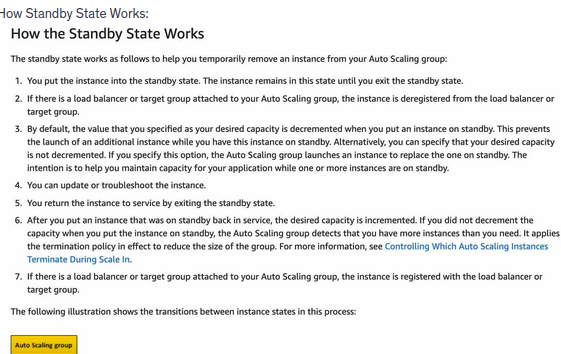 How Standby State Works:
How the Standby State Works
The standby state works as follows to help you temporarily remove an instance from your Auto Scaling group:
1. You put the instance into the standby state. The instance remains in this state until you exit the standby state.
2. If there is a load balancer or target group attached to your Auto Scaling group, the instance is deregistered from the load balancer or
target group.
3. By default, the value that you specified as your desired capacity is decremented when you put an instance on standby. This prevents
the launch of an additional instance while you have this instance on standby. Alternatively, you can specify that your desired capacity
is not decremented. If you specify this option, the Auto Scaling group launches an instance to replace the one on standby. The
intention is to help you maintain capacity for your application while one or more instances are on standby.
4. You can update or troubleshoot the instance.
5. You return the instance to service by exiting the standby state.
6. After you put an instance that was on standby back in service, the desired capacity is incremented. If you did not decrement the
capacity when you put the instance on standby, the Auto Scaling group detects that you have more instances than you need. It applies
the termination policy in effect to reduce the size of the group. For more information, see Controlling Which Auto Scaling Instances
Terminate During Scale In.
7. If there is a load balancer or target group attached to your Auto Scaling group, the instance is registered with the load balancer or
target group.
The following illustration shows the transitions between instance states in this process:
Auto Scaling group